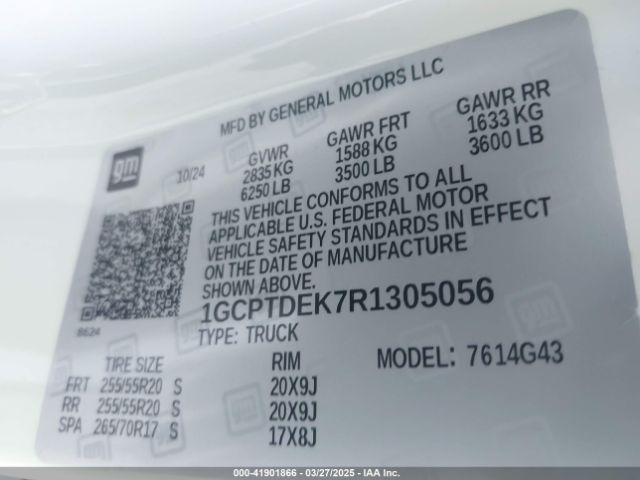 MFD BY GENERAL MOTORS LLC
gm
10/24
GVWR
2835 KG
6250 LB
GAWR FRT
1588 KG
3500 LB
GAWR RR
1633 KG
3600 LB
THIS VEHICLE CONFORMS TO ALL
APPLICABLE U.S. FEDERAL MOTOR
VEHICLE SAFETY STANDARDS IN EFFECT
ON THE DATE OF MANUFACTURE
SHOWN ABOVE.
1GCPTDEK7R1305056
8624
TYPE: TRUCK
MODEL: 7614G43
TIRE SIZE RIM
FRT 255/55R20 S 20X9J
RR 255/55R20 S 20X9J
SPA 265/70R17 S 17X8J
000-41901866 - 03/27/2025 - IAA Inc.